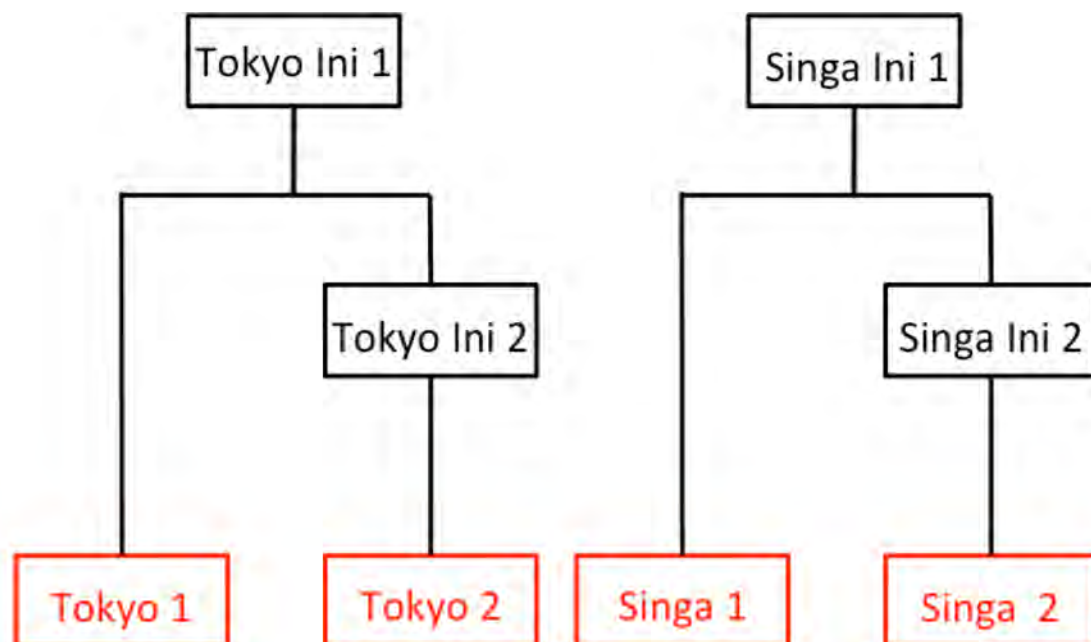 Tokyo Ini 1
Singa Ini 1
Tokyo Ini 2
Singa Ini 2
Tokyo 1
Tokyo 2
Singa 1
Singa 2